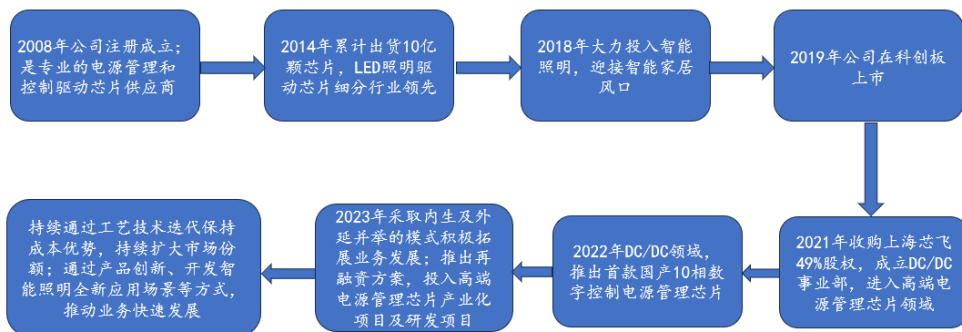 2008年公司注册成立;
是专业的电源管理和
控制驱动芯片供应商
2014年累计出货10亿
颗芯片，LED照明驱
动芯片细分行业领先
2018年大力投入智能
照明，迎接智能家居
风口
2019年公司在科创板
上市
2021年收购上海芯飞
49%股权，成立DC/DC
事业部，进入高端电
源管理芯片领域
2022年DC/DC领域，
推出首款国产10相数
字控制电源管理芯片
2023年采取内生及外
延并举的模式积极拓
展业务发展；推出再
融资方案，投入高端
电源管理芯片产业化
项目及研发项目
持续通过工艺技术迭代保持
成本优势，持续扩大市场份
额；通过产品创新、开发智
能照明全新应用场景等方式，
推动业务快速发展